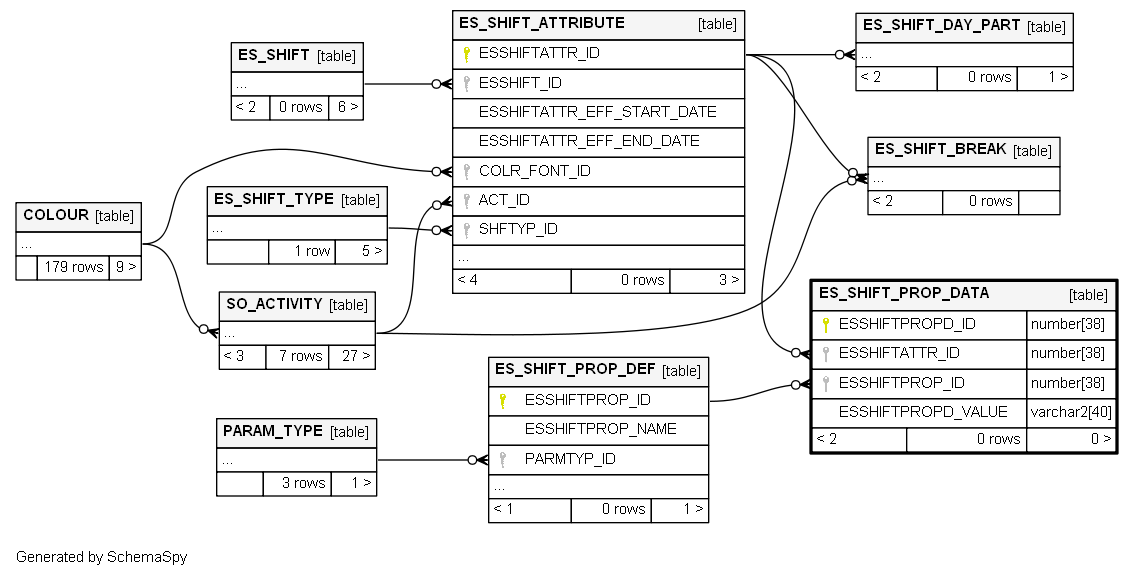 ES_SHIFT_ATTRIBUTE [table]
ESSHIFTATTR_ID
ESSHIFT_ID
ESSHIFTATTR_EFF_START_DATE
ESSHIFTATTR_EFF_END_DATE
COLR_FONT_ID
ACT_ID
SHFTYP_ID
...
< 4 0 rows 3 >
ES_SHIFT_DAY_PART [table]
...
< 2 0 rows 1 >
ES_SHIFT [table]
...
< 2 0 rows 6 >
ES_SHIFT_BREAK [table]
...
< 2 0 rows
ES_SHIFT_TYPE [table]
...
1 row 5 >
COLOUR [table]
...
179 rows 9 >
SO_ACTIVITY [table]
...
< 3 7 rows 27 >
ES_SHIFT_PROP_DATA [table]
ESSHIFTPROPD_ID number[38]
ESSHIFTATTR_ID number[38]
ESSHIFTPROP_ID number[38]
ESSHIFTPROPD_VALUE varchar2[40]
< 2 0 rows 0 >
ES_SHIFT_PROP_DEF [table]
ESSHIFTPROP_ID
ESSHIFTPROP_NAME
PARMTYP_ID
...
< 1 0 rows 1 >
PARAM_TYPE [table]
...
3 rows 1 >
Generated by SchemaSpy